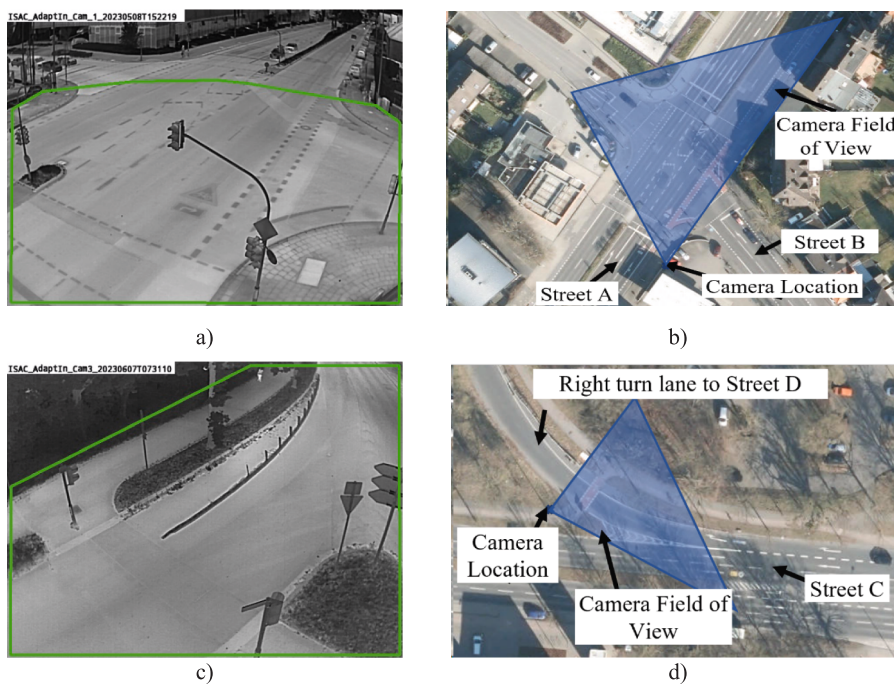 ISAC_AdaptIn_Cam_1_20230508T152219
Camera Field
of View
Street B
Street A
Camera Location
a)
b)
ISAC_AdaptIn_Cam3_20230607T073110
Right turn lane to Street D
Camera
Location
Street C
Camera Field of
View
c)
d)